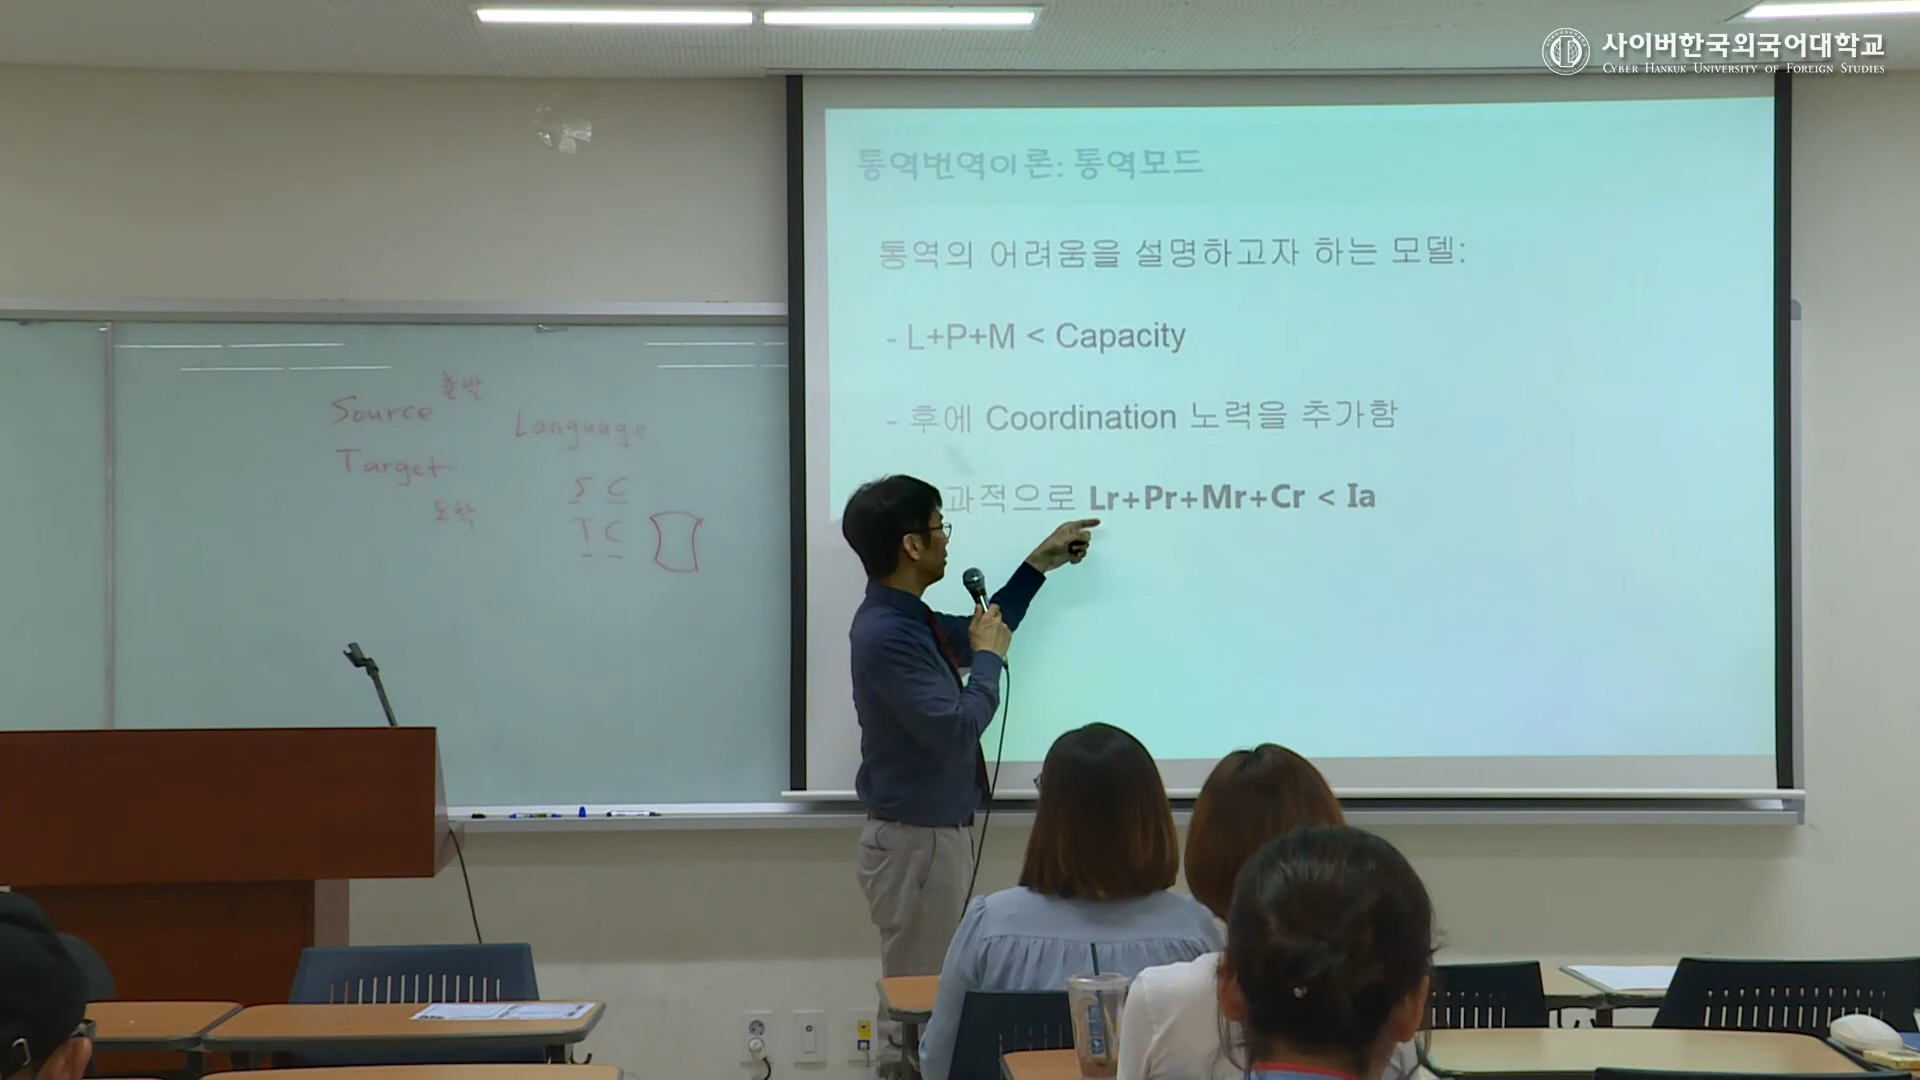 사이버한국외국어대학교
CYBER HANKUK UNIVERSITY OF FOREIGN STUDIES
통역번역이론: 통역모드
통역의 어려움을 설명하고자 하는 모델:
- L+P+M < Capacity
- 후에 Coordination 노력을 추가함
과적으로 Lr+Pr+Mr+Cr < Ia
Source 출발
Language
Target
도착
S C
T C